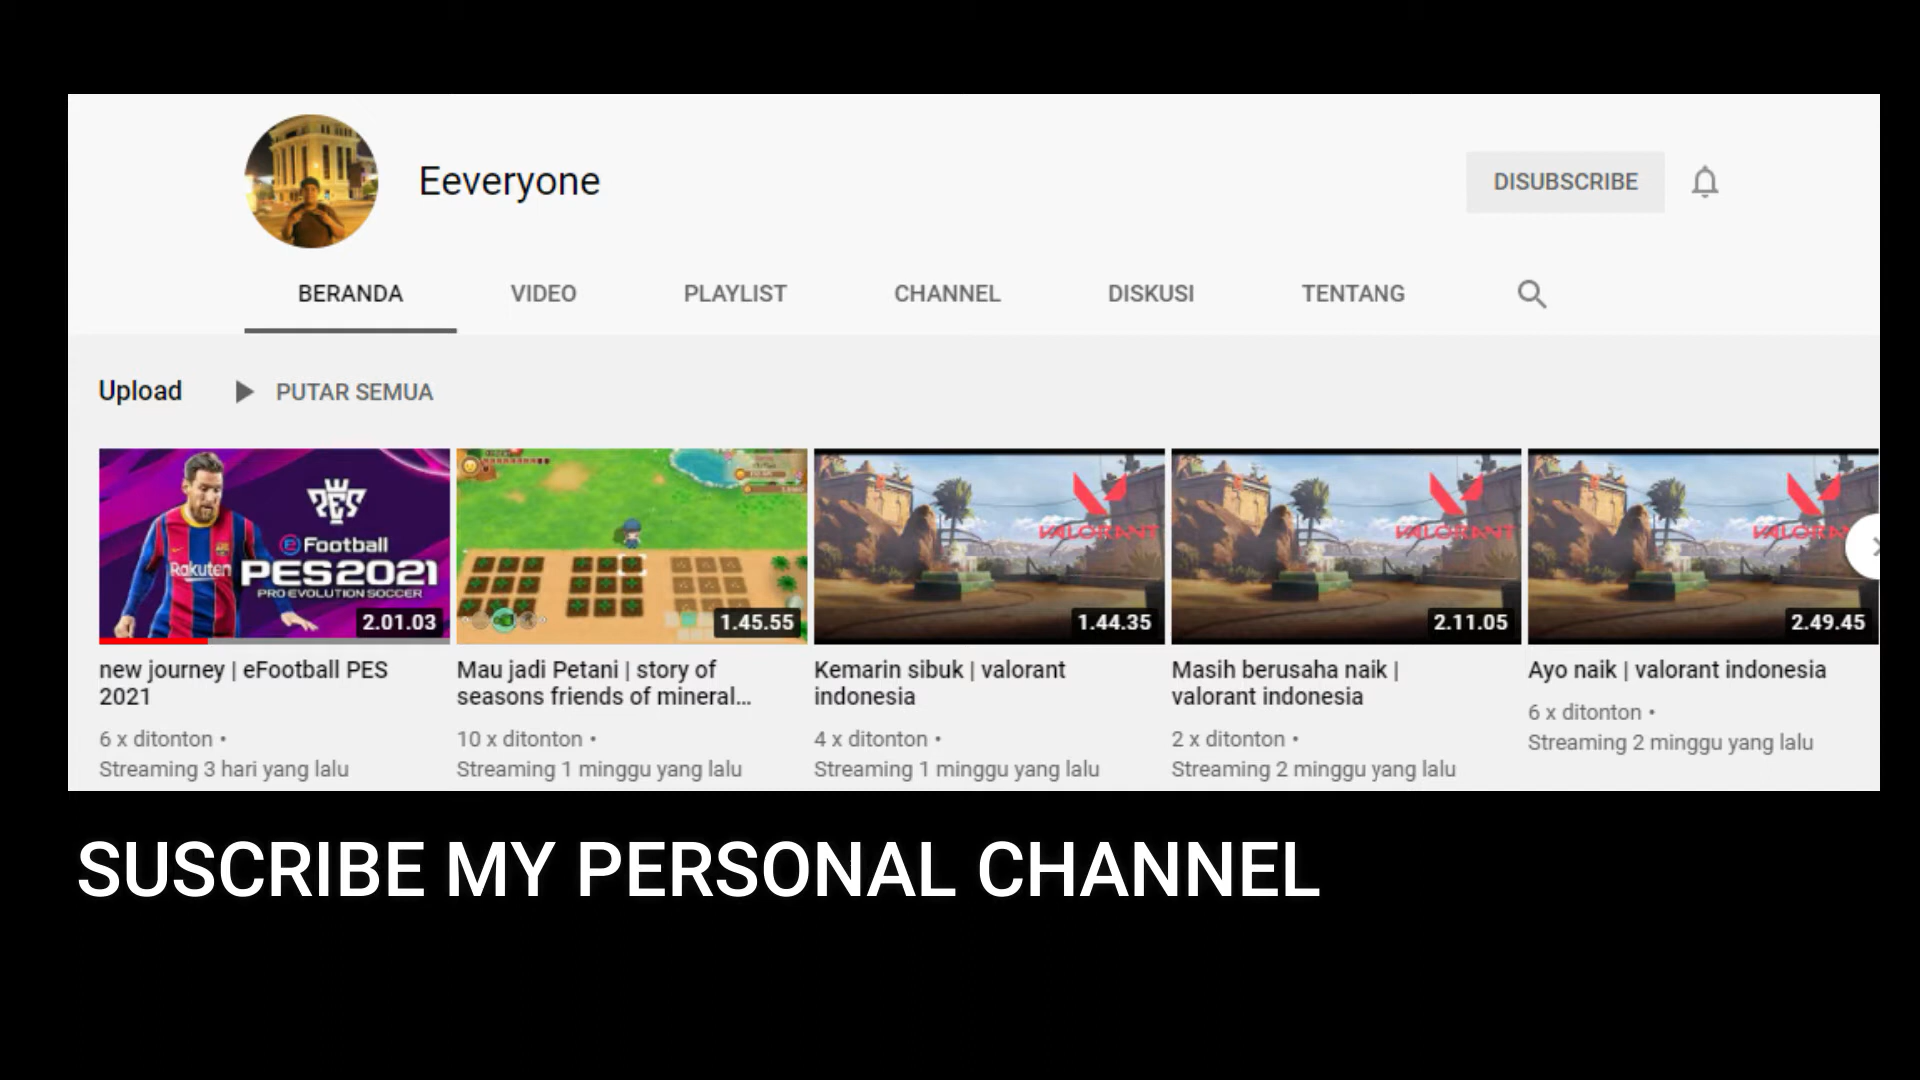 Eeveryone
DISUBSCRIBE
BERANDA VIDEO PLAYLIST CHANNEL DISKUSI TENTANG
Upload PUTAR SEMUA
Rakuten
PES
eFootball
PES2021
PRO EVOLUTION SOCCER
2.01.03
new journey | eFootball PES
2021
6 x ditonton •
Streaming 3 hari yang lalu
1.45.55
Mau jadi Petani | story of
seasons friends of mineral...
10 x ditonton •
Streaming 1 minggu yang lalu
VALORANT
1.44.35
Kemarin sibuk | valorant
indonesia
4 x ditonton •
Streaming 1 minggu yang lalu
VALORANT
2.11.05
Masih berusaha naik |
valorant indonesia
2 x ditonton •
Streaming 2 minggu yang lalu
VALORAN
2.49.45
Ayo naik | valorant indonesia
6 x ditonton •
Streaming 2 minggu yang lalu
SUSCRIBE MY PERSONAL CHANNEL